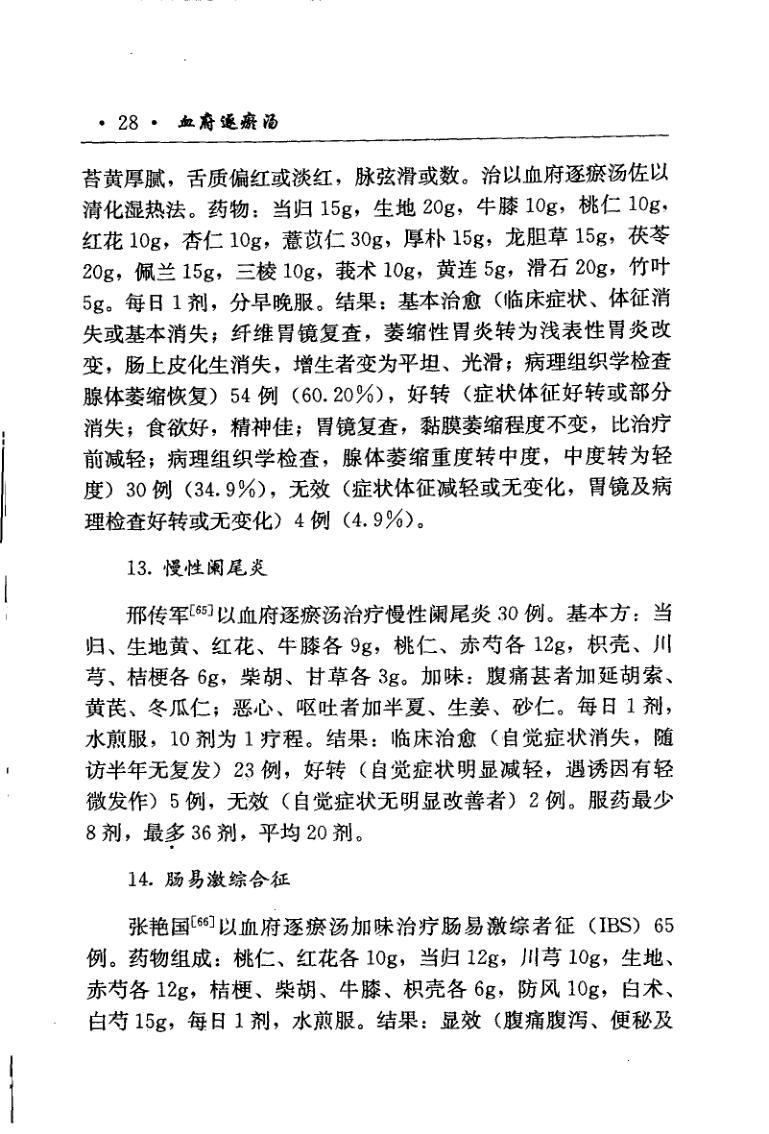 · 28 · 血府逐瘀汤
苔黄厚腻，舌质偏红或淡红，脉弦滑或数。治以血府逐瘀汤佐以
清化湿热法。药物：当归 15g，生地 20g，牛膝 10g，桃仁 10g，
红花 10g，杏仁 10g，薏苡仁 30g，厚朴 15g，龙胆草 15g，茯苓
20g，佩兰 15g，三棱 10g，莪术 10g，黄连 5g，滑石 20g，竹叶
5g。每日 1 剂，分早晚服。结果：基本治愈（临床症状、体征消
失或基本消失；纤维胃镜复查，萎缩性胃炎转为浅表性胃炎改
变，肠上皮化生消失，增生者变为平坦、光滑；病理组织学检查
腺体萎缩恢复）54 例（60.20%），好转（症状体征好转或部分
消失；食欲好，精神佳；胃镜复查，黏膜萎缩程度不变，比治疗
前减轻；病理组织学检查，腺体萎缩重度转中度，中度转为轻
度）30 例（34.9%），无效（症状体征减轻或无变化，胃镜及病
理检查好转或无变化）4 例（4.9%）。
13. 慢性阑尾炎
邢传军[65]以血府逐瘀汤治疗慢性阑尾炎 30 例。基本方：当
归、生地黄、红花、牛膝各 9g，桃仁、赤芍各 12g，枳壳、川
芎、桔梗各 6g，柴胡、甘草各 3g。加味：腹痛甚者加延胡索、
黄芪、冬瓜仁；恶心、呕吐者加半夏、生姜、砂仁。每日 1 剂，
水煎服，10 剂为 1 疗程。结果：临床治愈（自觉症状消失，随
访半年无复发）23 例，好转（自觉症状明显减轻，遇诱因有轻
微发作）5 例，无效（自觉症状无明显改善者）2 例。服药最少
8 剂，最多 36 剂，平均 20 剂。
14. 肠易激综合征
张艳国[66]以血府逐瘀汤加味治疗肠易激综者征（IBS）65
例。药物组成：桃仁、红花各 10g，当归 12g，川芎 10g，生地、
赤芍各 12g，桔梗、柴胡、牛膝、枳壳各 6g，防风 10g，白术、
白芍 15g，每日 1 剂，水煎服。结果：显效（腹痛腹泻、便秘及